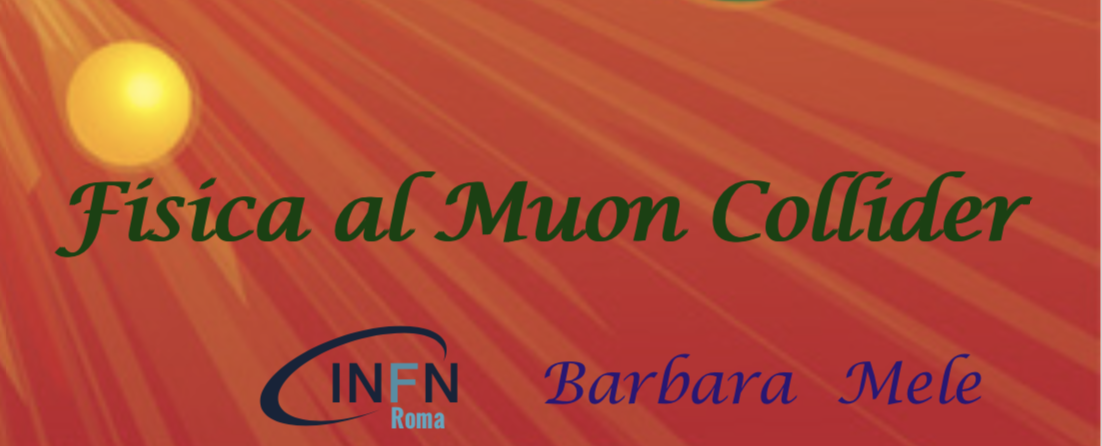 Fisica al Muon Collider
INFN
Roma
Barbara Mele